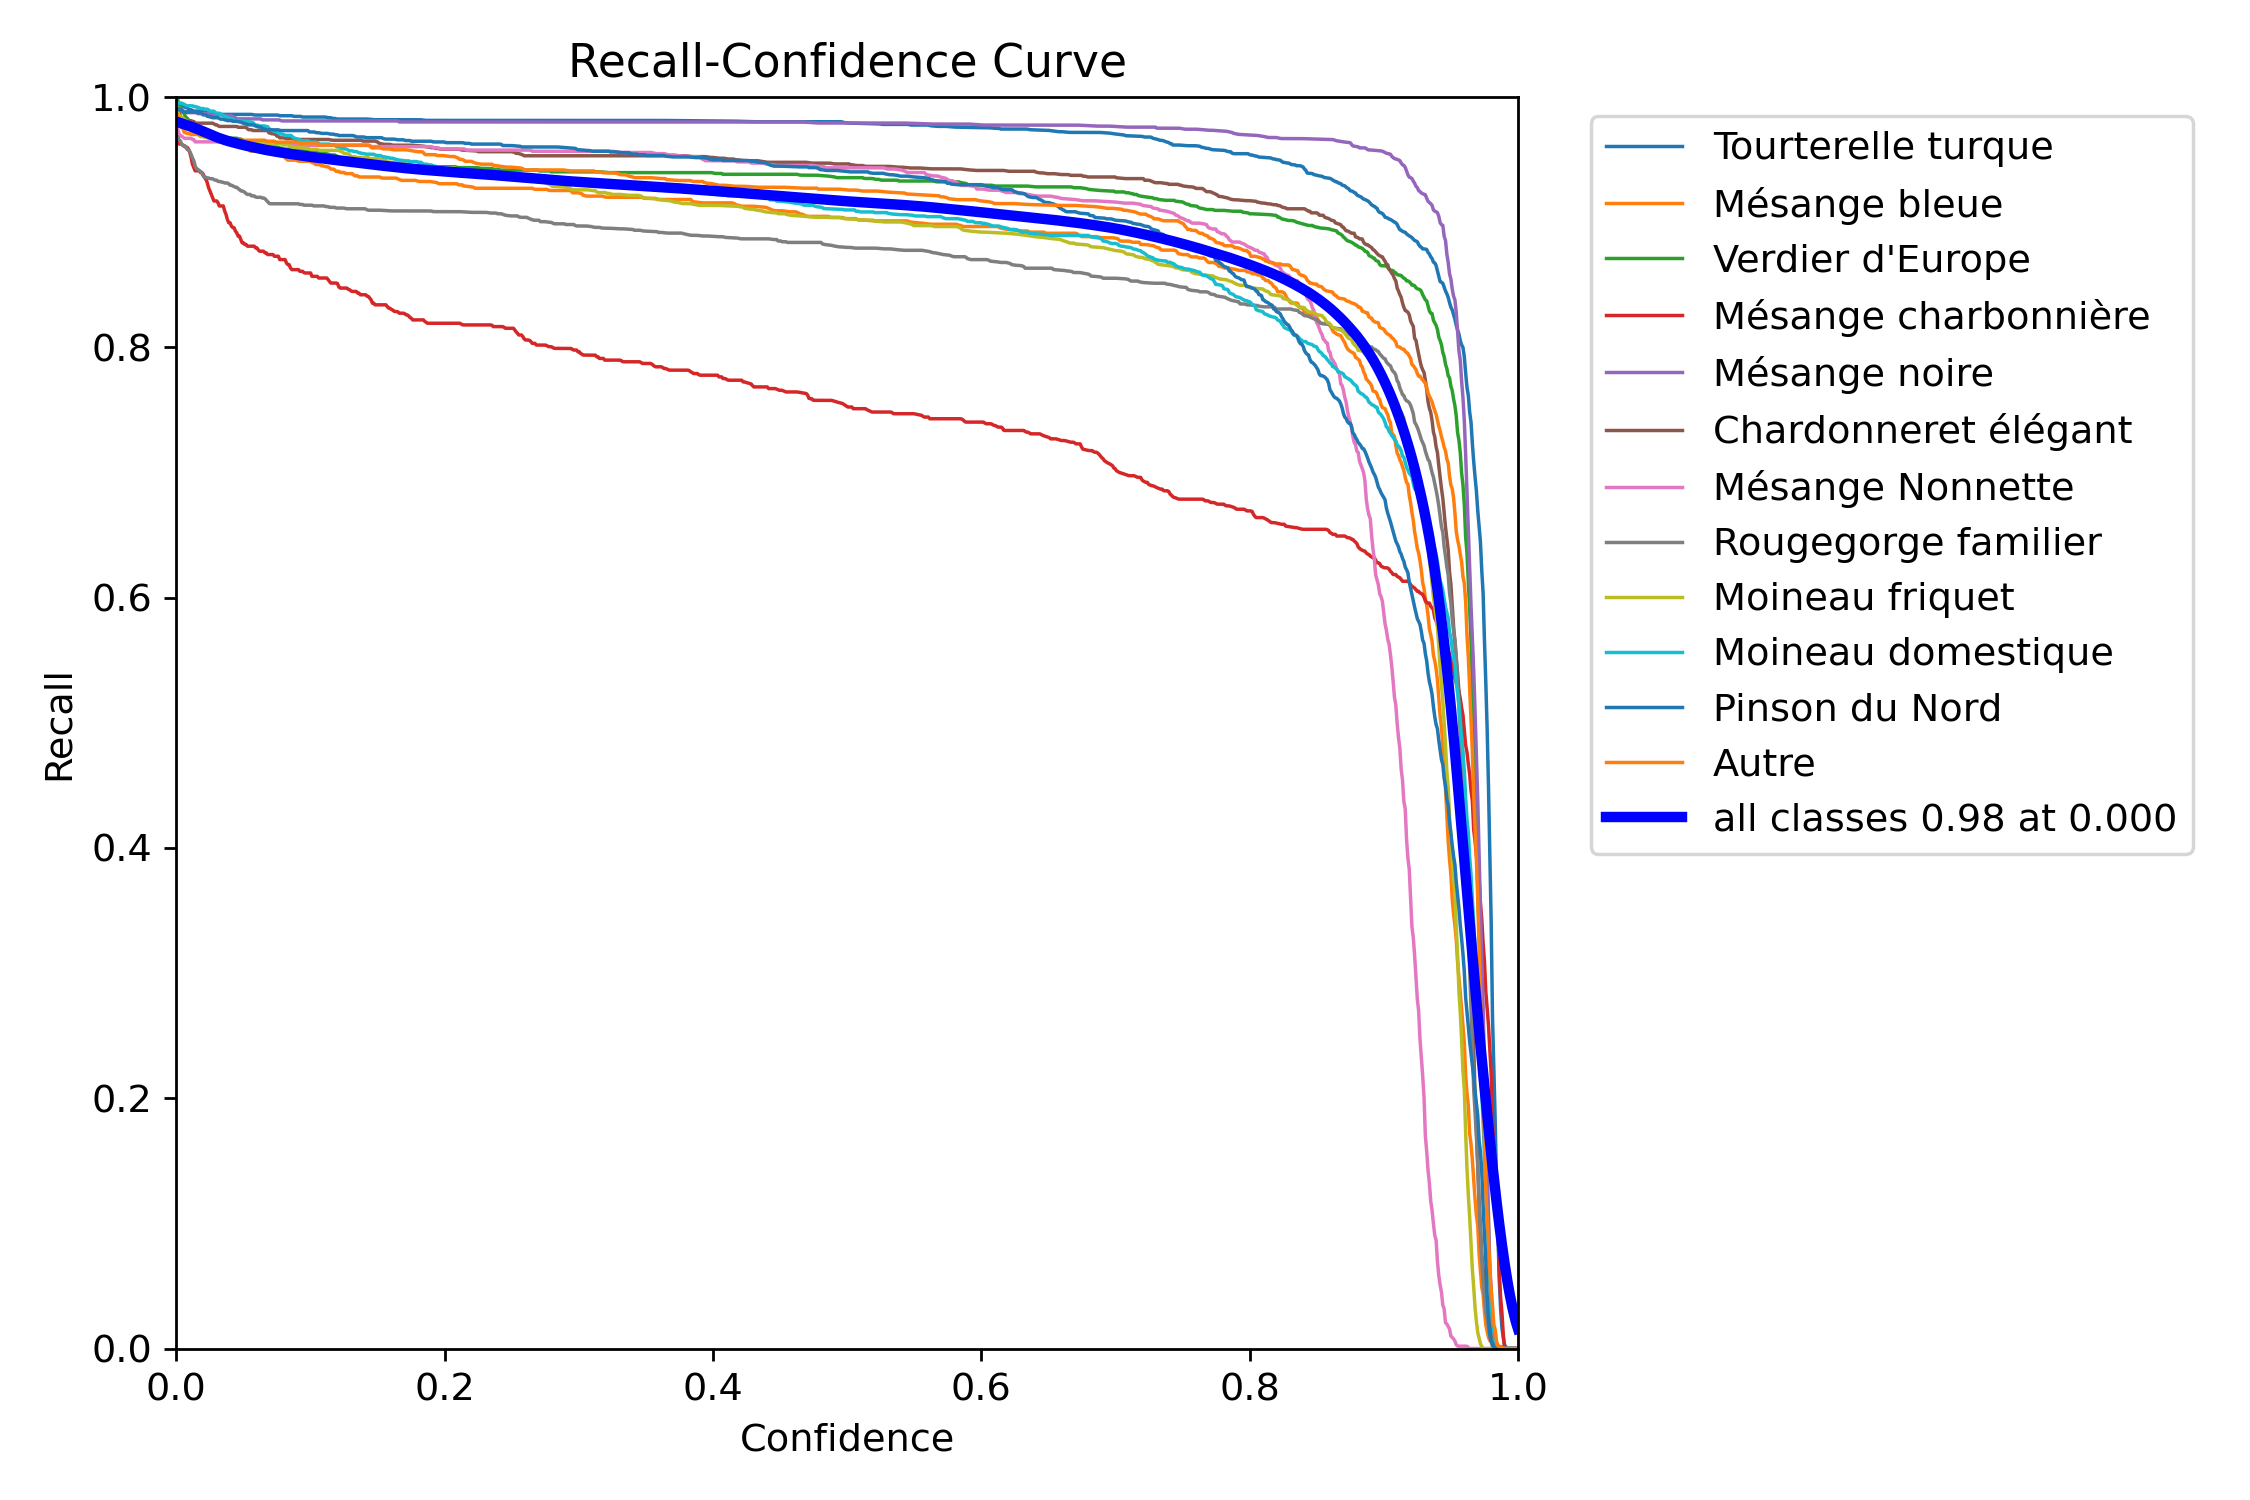 Recall-Confidence Curve
1.0
0.8
0.6
0.4
0.2
0.0
Recall
0.0 0.2 0.4 0.6 0.8 1.0
Confidence
Tourterelle turque
Mésange bleue
Verdier d'Europe
Mésange charbonnière
Mésange noire
Chardonneret élégant
Mésange Nonnette
Rougegorge familier
Moineau friquet
Moineau domestique
Pinson du Nord
Autre
all classes 0.98 at 0.000